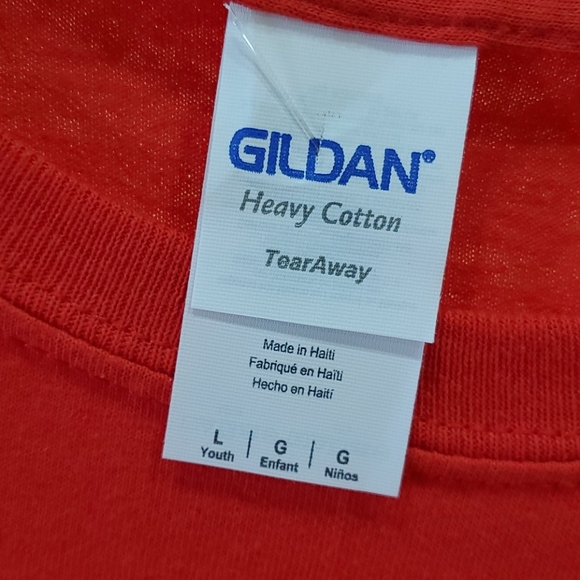 GILDAN®
Heavy Cotton
TearAway
Made in Haiti
Fabriqué en Haïti
Hecho en Haití
L | G | G
Youth | Enfant | Niños